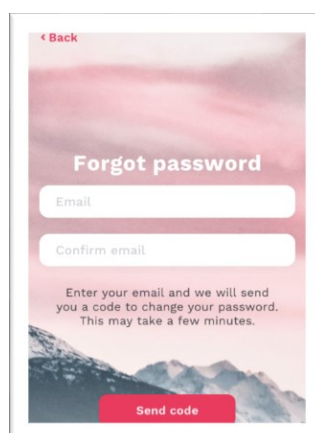 < Back
Forgot password
Email
Confirm email
Enter your email and we will send
you a code to change your password.
This may take a few minutes.
Send code